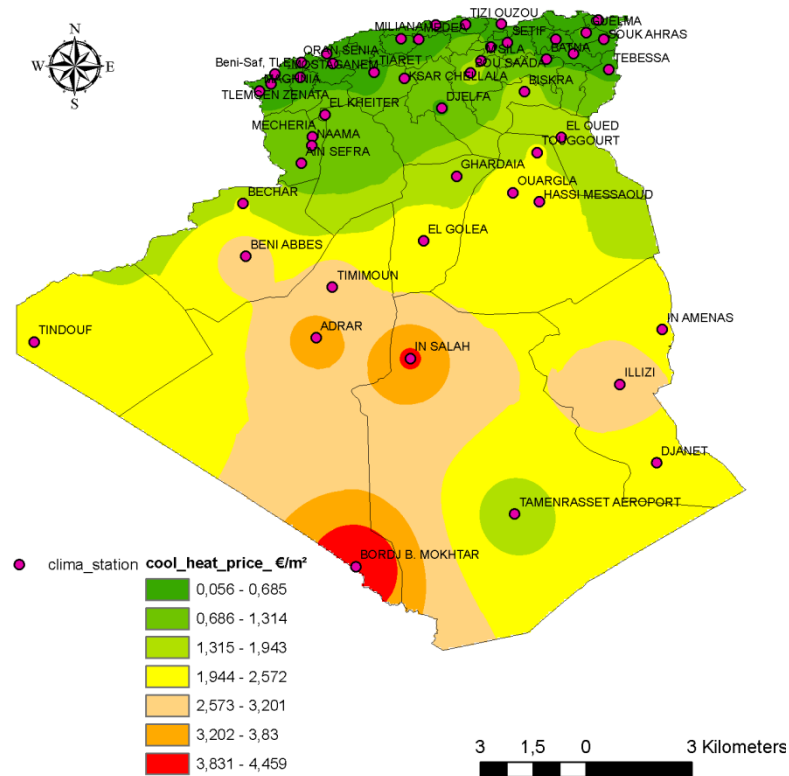 N
W E
S
TIZI OUZOU
GUELMA
MILIANA
MEDEA
SETIF
SOUK AHRAS
ORAN SENIA
M'SILA
BATNA
Beni-Saf, TLEM
MOSTAGANEM
TIARET
BOU SAADA
TEBESSA
MAGHNIA
KSAR CHELLALA
BISKRA
TLEMCEN ZENATA
EL KHEITER
DJELFA
MECHERIA
NAAMA
EL OUED
TOUGGOURT
AIN SEFRA
GHARDAIA
OUARGLA
BECHAR
HASSI MESSAOUD
EL GOLEA
BENI ABBES
TIMIMOUN
TINDOUF
ADRAR
IN AMENAS
IN SALAH
ILLIZI
DJANET
TAMENRASSET AEROPORT
BORDJ B. MOKHTAR
clima_station cool_heat_price_ €/m²
0,056 - 0,685
0,686 - 1,314
1,315 - 1,943
1,944 - 2,572
2,573 - 3,201
3,202 - 3,83
3,831 - 4,459
3 1,5 0 3 Kilometers